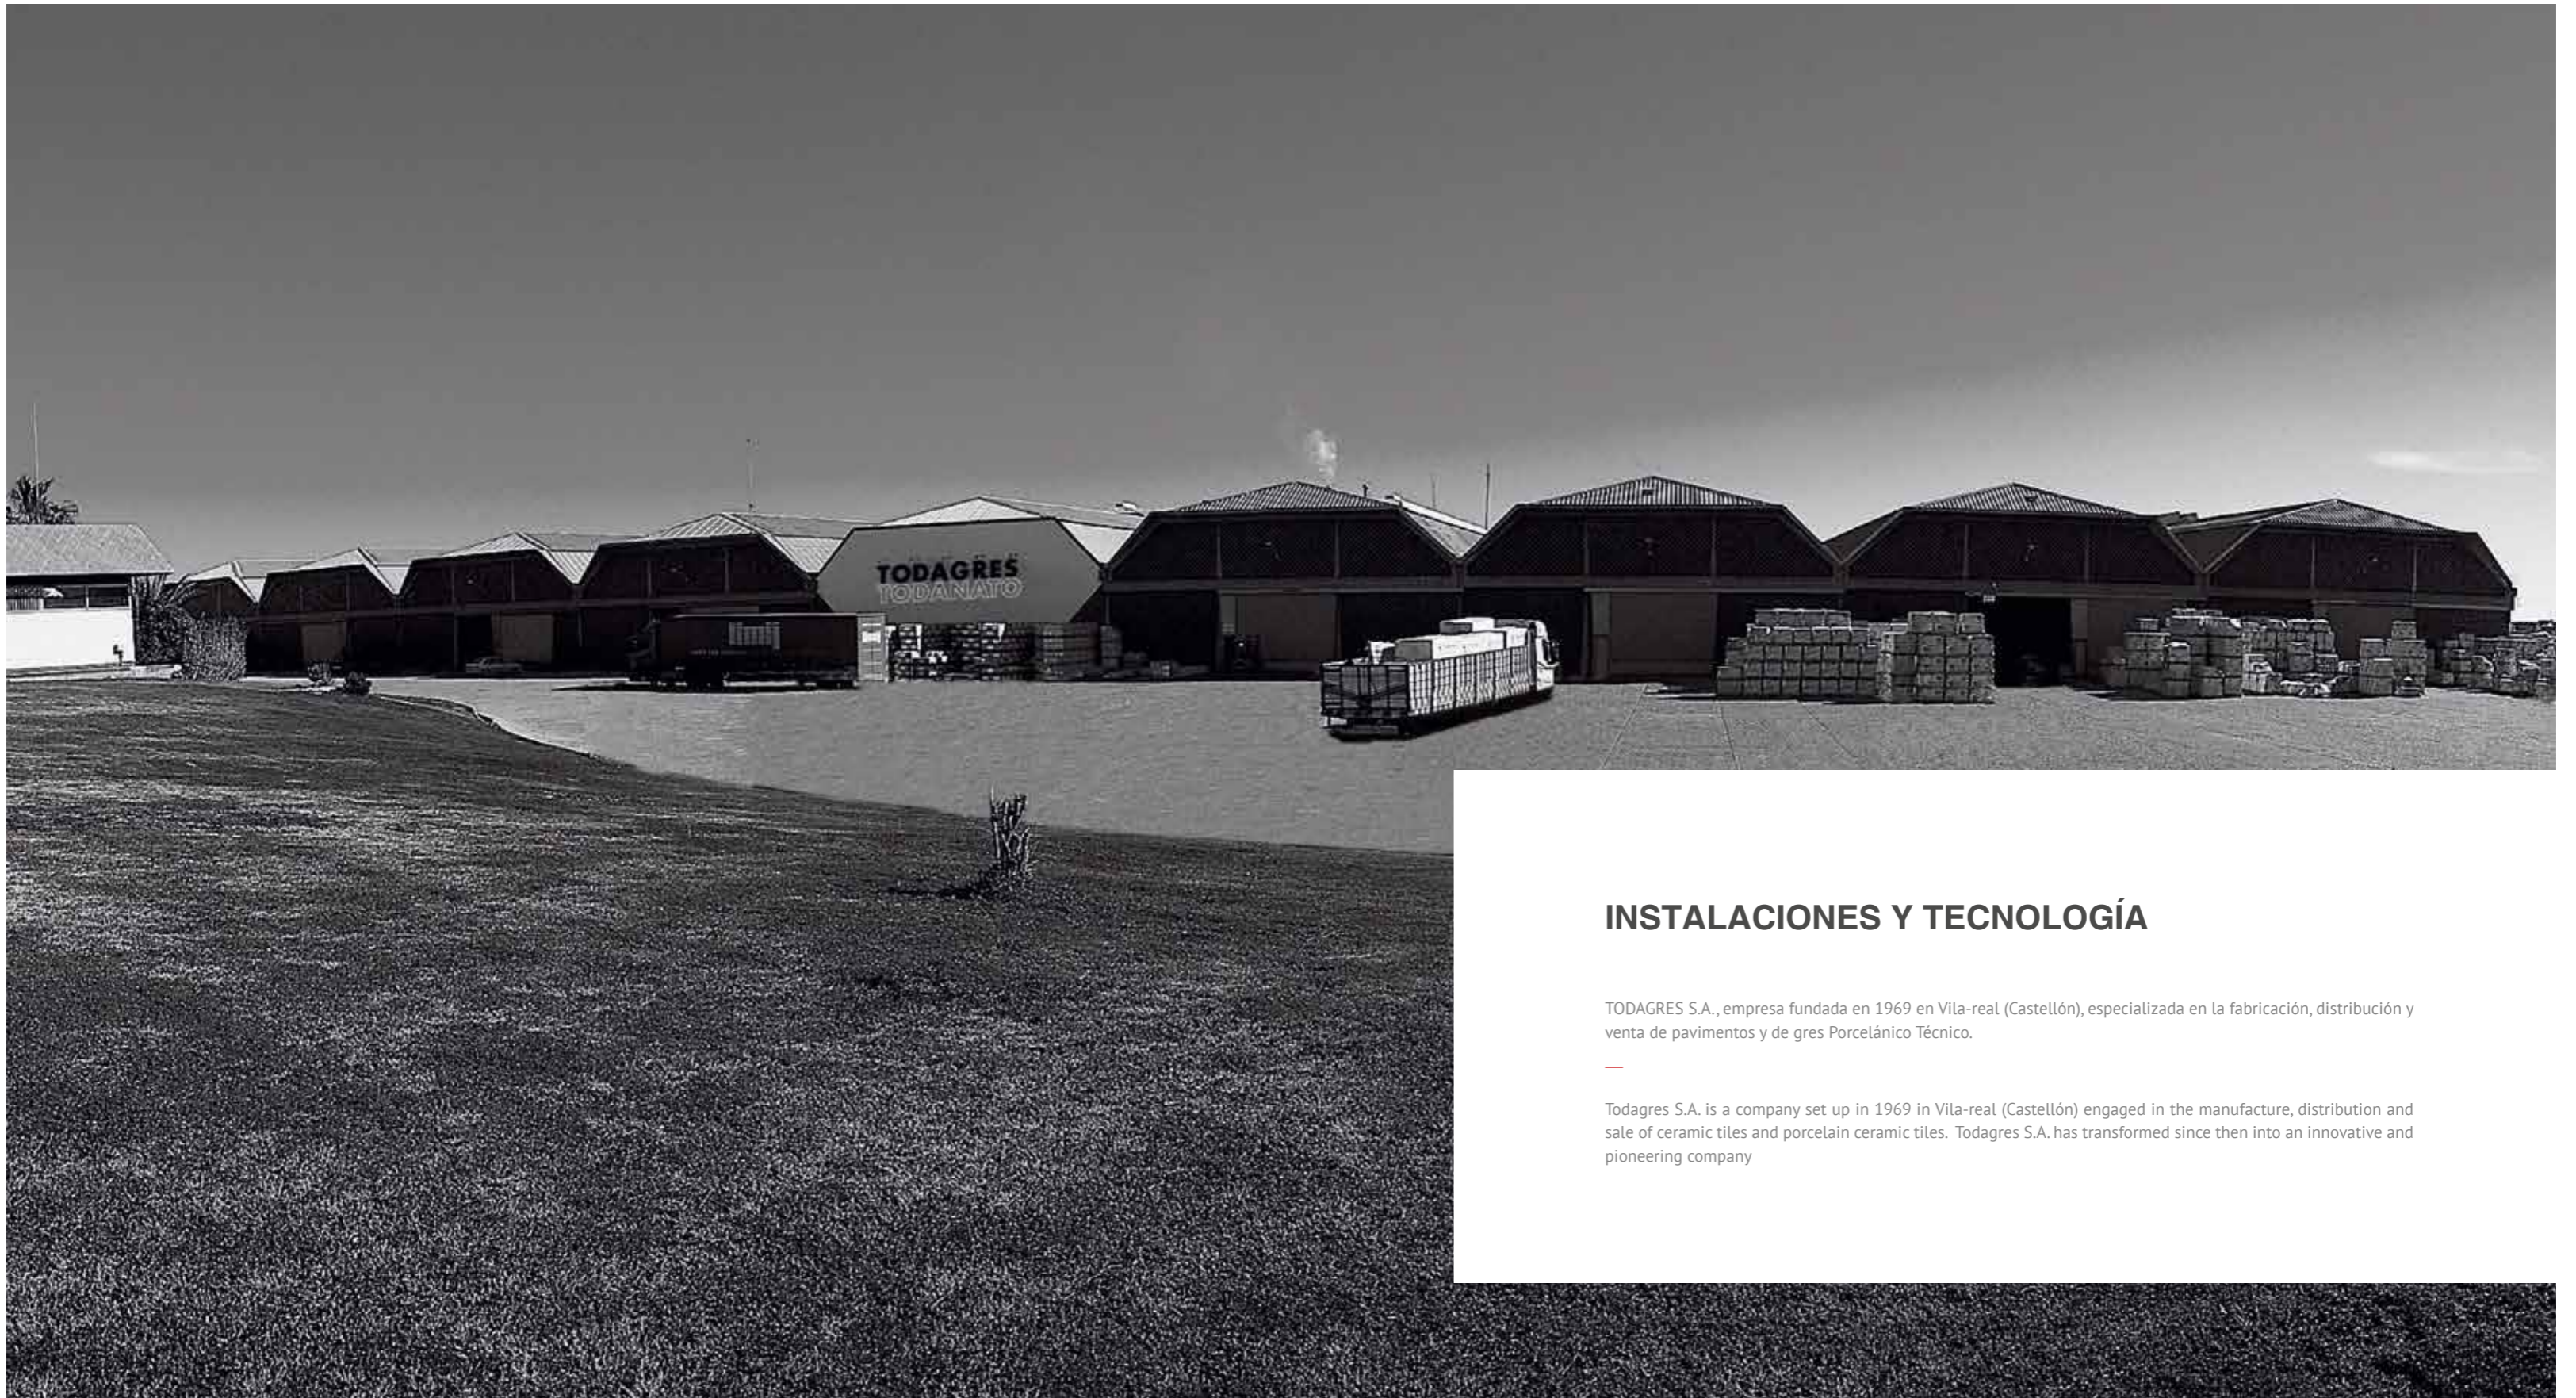 TODAGRES
TODANATO
INSTALACIONES Y TECNOLOGÍA
TODAGRES S.A., empresa fundada en 1969 en Vila-real (Castellón), especializada en la fabricación, distribución y
venta de pavimentos y de gres Porcelánico Técnico.
—
Todagres S.A. is a company set up in 1969 in Vila-real (Castellón) engaged in the manufacture, distribution and
sale of ceramic tiles and porcelain ceramic tiles. Todagres S.A. has transformed since then into an innovative and
pioneering company